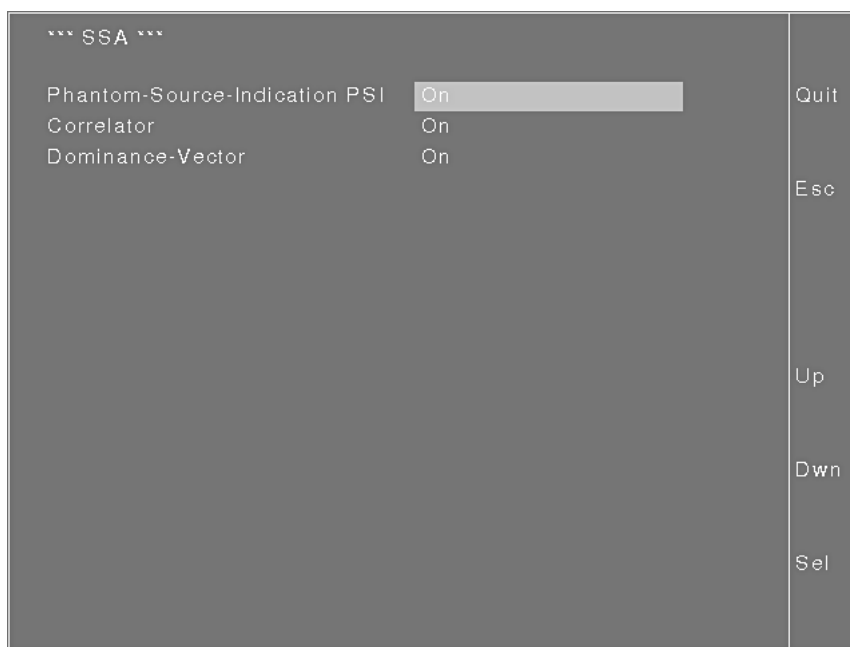 *** SSA ***
Phantom-Source-Indication PSI On
Correlator On
Dominance-Vector On
Quit
Esc
Up
Dwn
Sel